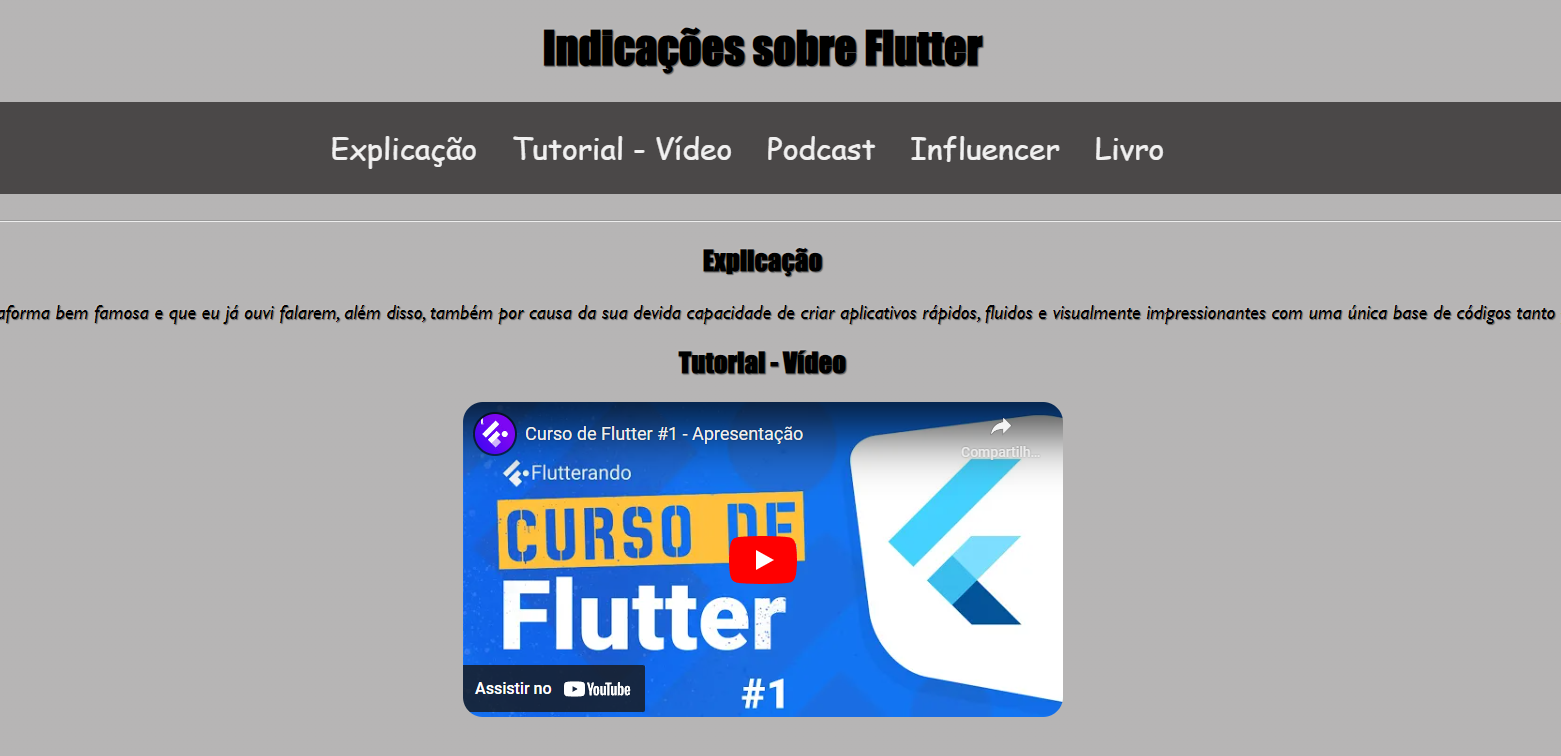 Indicações sobre Flutter
Explicação Tutorial - Vídeo Podcast Influencer Livro
Explicação
aforma bem famosa e que eu já ouvi falarem, além disso, também por causa da sua devida capacidade de criar aplicativos rápidos, fluidos e visualmente impressionantes com uma única base de códigos tanto
Tutorial - Vídeo
Curso de Flutter #1 - Apresentação
Compartilh...
Flutterando
CURSO DE
Flutter
#1
Assistir no YouTube